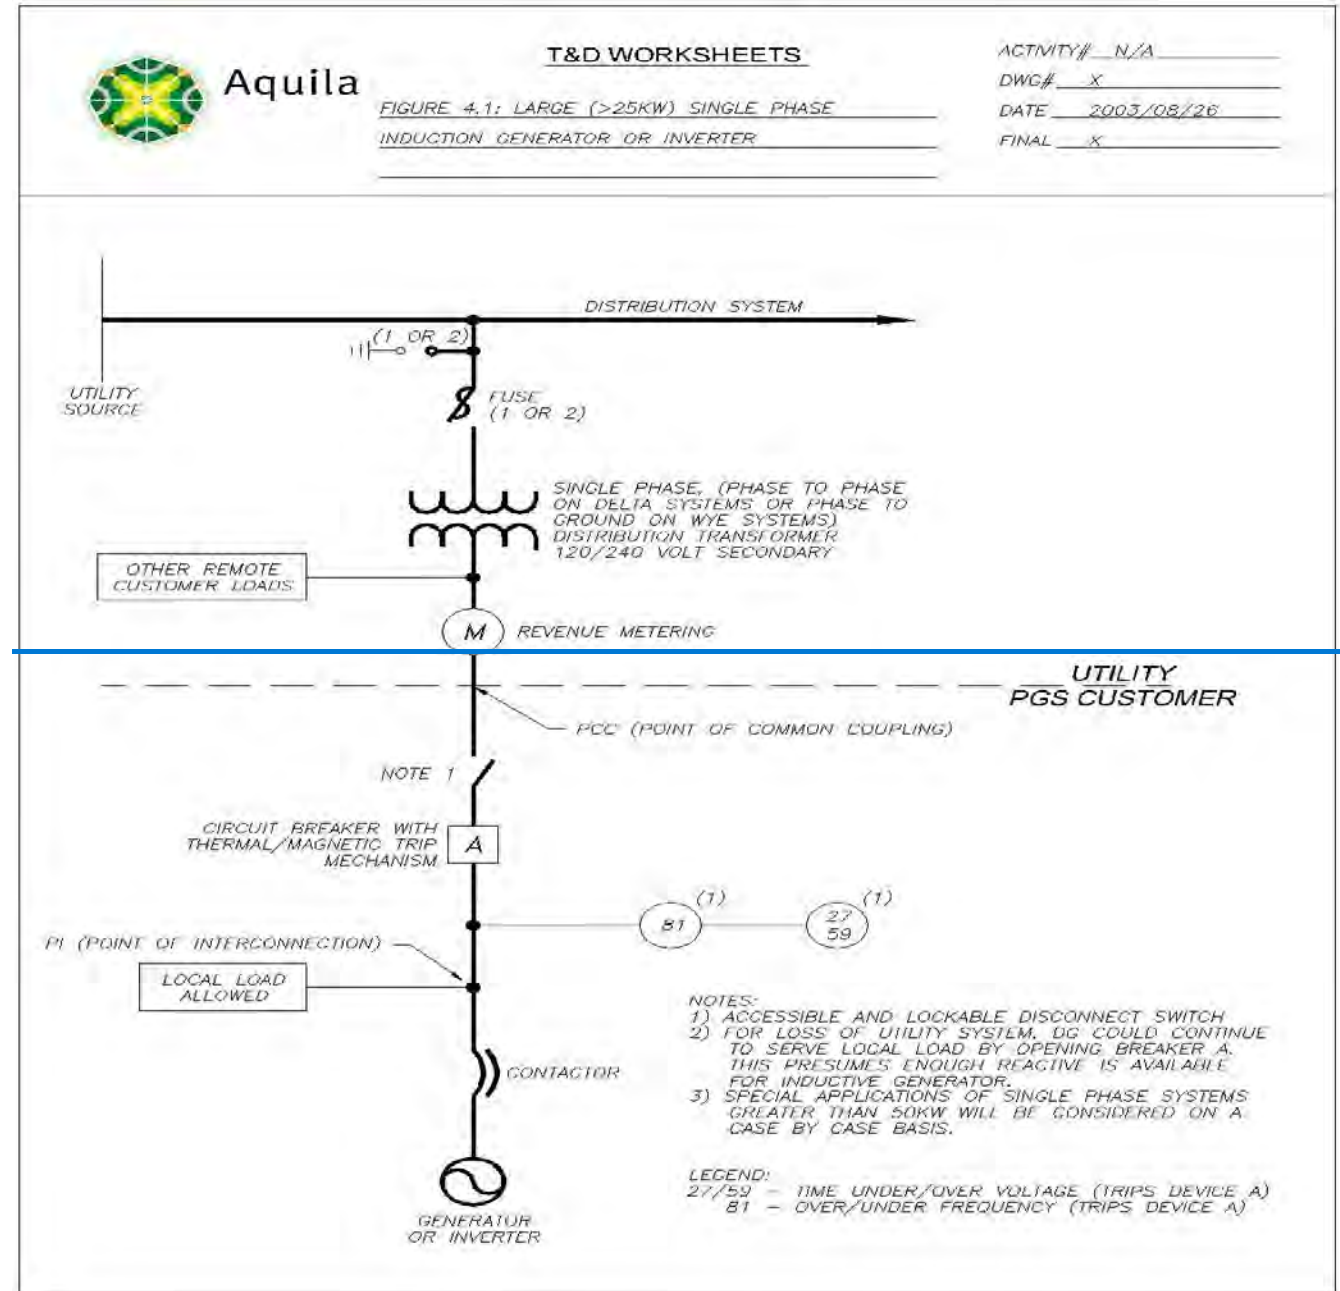 Aquila
T&D WORKSHEETS
FIGURE 4.1: LARGE (>25KW) SINGLE PHASE
INDUCTION GENERATOR OR INVERTER
ACTIVITY# N/A
DWG# X
DATE 2003/08/26
FINAL X
DISTRIBUTION SYSTEM
(1 OR 2)
UTILITY
SOURCE
FUSE
(1 OR 2)
SINGLE PHASE, (PHASE TO PHASE
ON DELTA SYSTEMS OR PHASE TO
GROUND ON WYE SYSTEMS)
DISTRIBUTION TRANSFORMER
120/240 VOLT SECONDARY
OTHER REMOTE
CUSTOMER LOADS
M
REVENUE METERING
UTILITY
PGS CUSTOMER
PCC (POINT OF COMMON COUPLING)
NOTE 1
CIRCUIT BREAKER WITH
THERMAL/MAGNETIC TRIP
MECHANISM
A
(1)
81
(1)
27
59
PI (POINT OF INTERCONNECTION)
LOCAL LOAD
ALLOWED
CONTACTOR
GENERATOR
OR INVERTER
NOTES:
1) ACCESSIBLE AND LOCKABLE DISCONNECT SWITCH
2) FOR LOSS OF UTILITY SYSTEM, DG COULD CONTINUE
TO SERVE LOCAL LOAD BY OPENING BREAKER A.
THIS PRESUMES ENOUGH REACTIVE IS AVAILABLE
FOR INDUCTIVE GENERATOR.
3) SPECIAL APPLICATIONS OF SINGLE PHASE SYSTEMS
GREATER THAN 50KW WILL BE CONSIDERED ON A
CASE BY CASE BASIS.
LEGEND:
27/59 - TIME UNDER/OVER VOLTAGE (TRIPS DEVICE A)
81 - OVER/UNDER FREQUENCY (TRIPS DEVICE A)